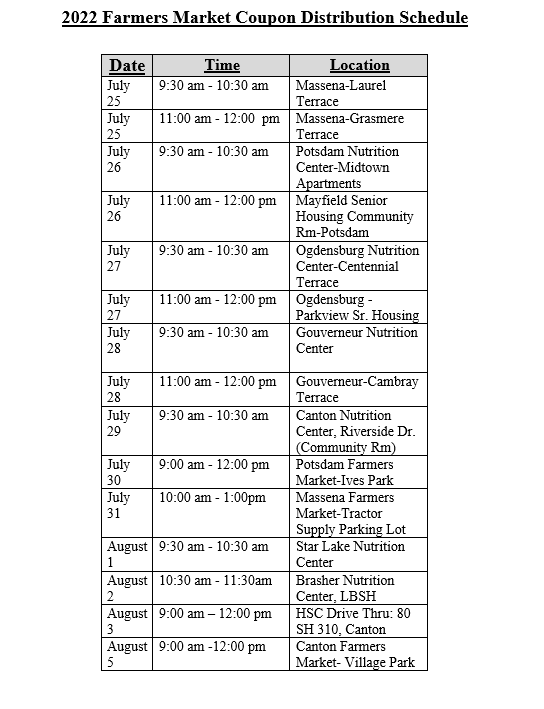 2022 Farmers Market Coupon Distribution Schedule
Date Time Location
July 9:30 am - 10:30 am Massena-Laurel
25 Terrace
July 11:00 am - 12:00 pm Massena-Grasmere
25 Terrace
July 9:30 am - 10:30 am Potsdam Nutrition
26 Center-Midtown
Apartments
July 11:00 am - 12:00 pm Mayfield Senior
26 Housing Community
Rm-Potsdam
July 9:30 am - 10:30 am Ogdensburg Nutrition
27 Center-Centennial
Terrace
July 11:00 am - 12:00 pm Ogdensburg -
27 Parkview Sr. Housing
July 9:30 am - 10:30 am Gouverneur Nutrition
28 Center
July 11:00 am - 12:00 pm Gouverneur-Cambray
28 Terrace
July 9:30 am - 10:30 am Canton Nutrition
29 Center, Riverside Dr.
(Community Rm)
July 9:00 am - 12:00 pm Potsdam Farmers
30 Market-Ives Park
July 10:00 am - 1:00pm Massena Farmers
31 Market-Tractor
Supply Parking Lot
August 9:30 am - 10:30 am Star Lake Nutrition
1 Center
August 10:30 am - 11:30am Brasher Nutrition
2 Center, LBSH
August 9:00 am – 12:00 pm HSC Drive Thru: 80
3 SH 310, Canton
August 9:00 am -12:00 pm Canton Farmers
5 Market- Village Park